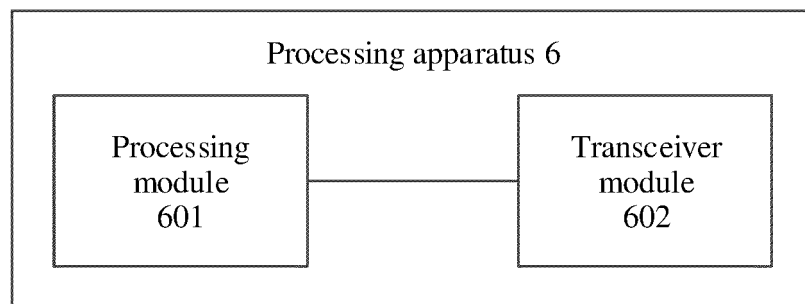 Processing apparatus 6
Processing
module
601
Transceiver
module
602